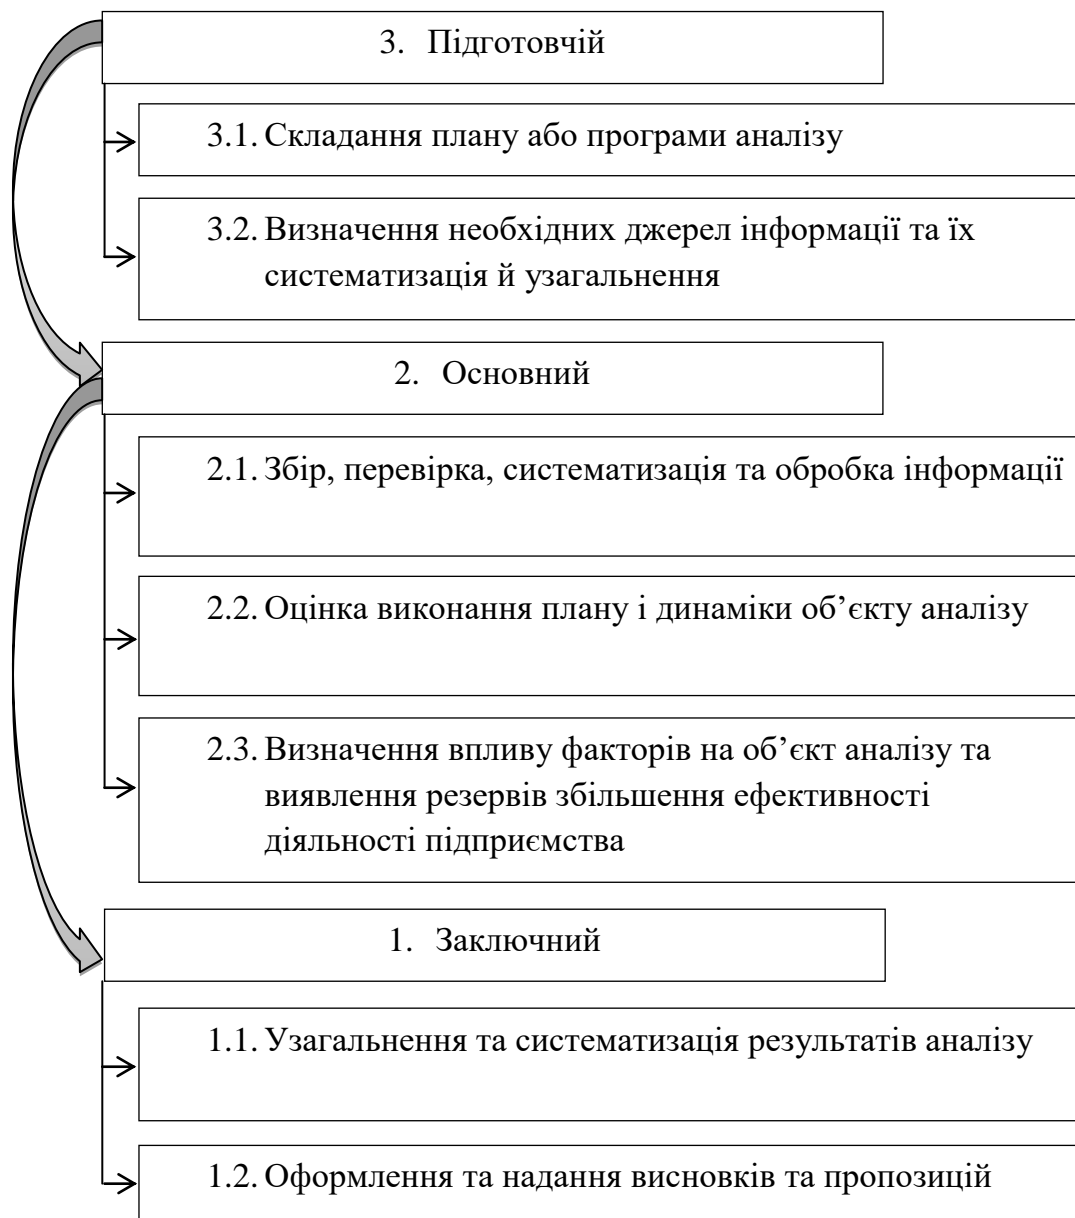 3. Підготовчій
3.1. Складання плану або програми аналізу
3.2. Визначення необхідних джерел інформації та їх
систематизація й узагальнення
2. Основний
2.1. Збір, перевірка, систематизація та обробка інформації
2.2. Оцінка виконання плану і динаміки об’єкту аналізу
2.3. Визначення впливу факторів на об’єкт аналізу та
виявлення резервів збільшення ефективності
діяльності підприємства
1. Заключний
1.1. Узагальнення та систематизація результатів аналізу
1.2. Оформлення та надання висновків та пропозицій